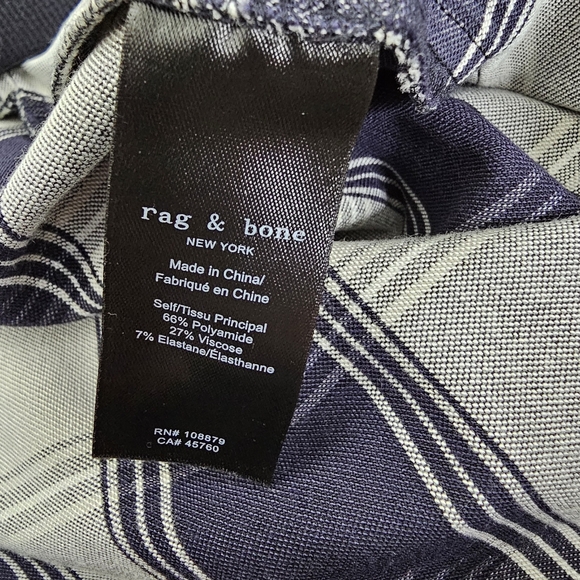 rag & bone
NEW YORK
Made in China/
Fabriqué en Chine
Self/Tissu Principal
66% Polyamide
27% Viscose
7% Elastane/Élasthanne
RN# 108879
CA# 45760